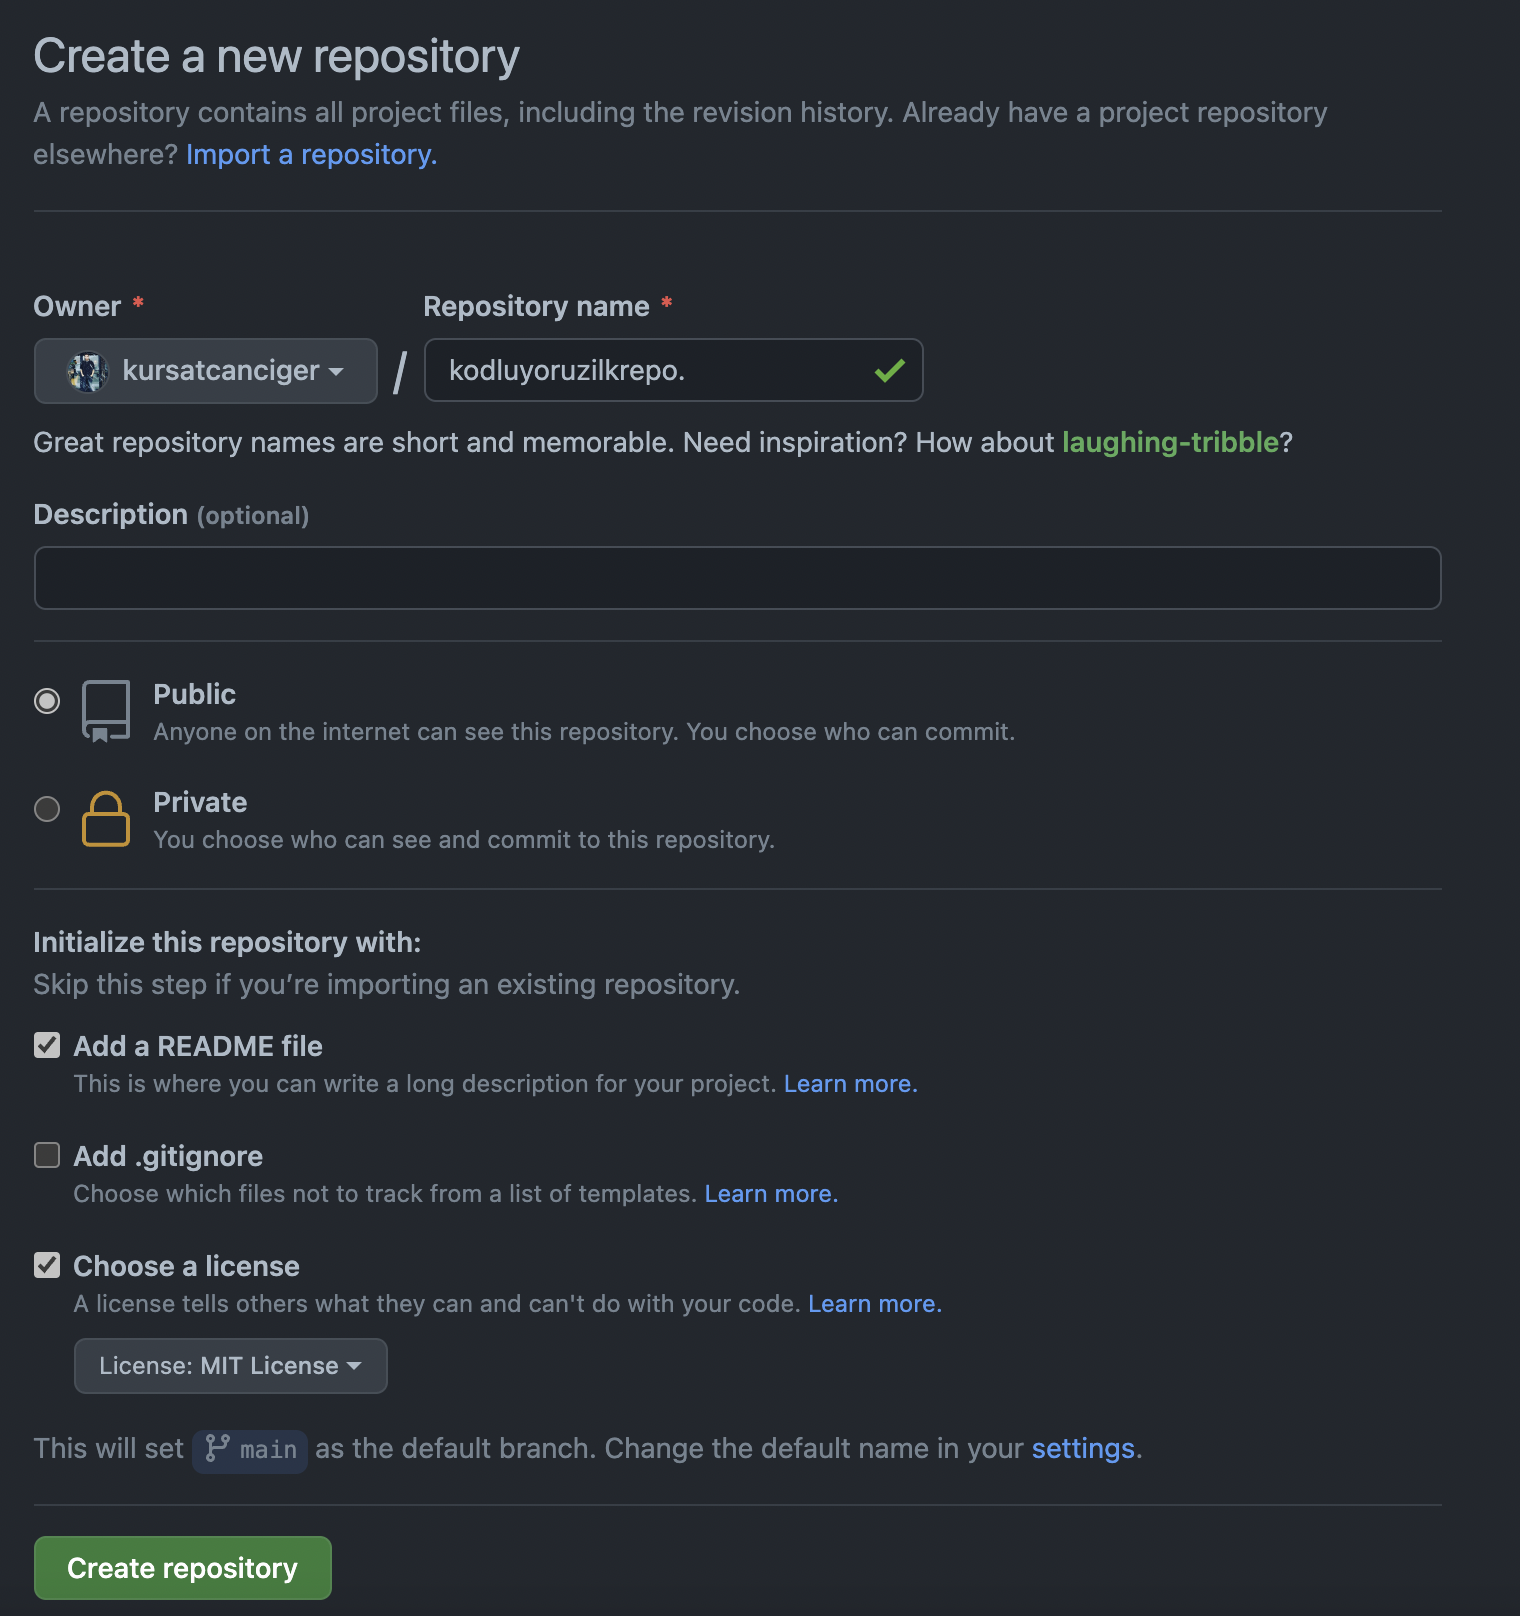 Create a new repository
A repository contains all project files, including the revision history. Already have a project repository
elsewhere? Import a repository.
Owner *
Repository name *
kursatcanciger / kodluyoruzilkrepo.
Great repository names are short and memorable. Need inspiration? How about laughing-tribble?
Description (optional)
Public
Anyone on the internet can see this repository. You choose who can commit.
Private
You choose who can see and commit to this repository.
Initialize this repository with:
Skip this step if you’re importing an existing repository.
Add a README file
This is where you can write a long description for your project. Learn more.
Add .gitignore
Choose which files not to track from a list of templates. Learn more.
Choose a license
A license tells others what they can and can't do with your code. Learn more.
License: MIT License
This will set main as the default branch. Change the default name in your settings.
Create repository